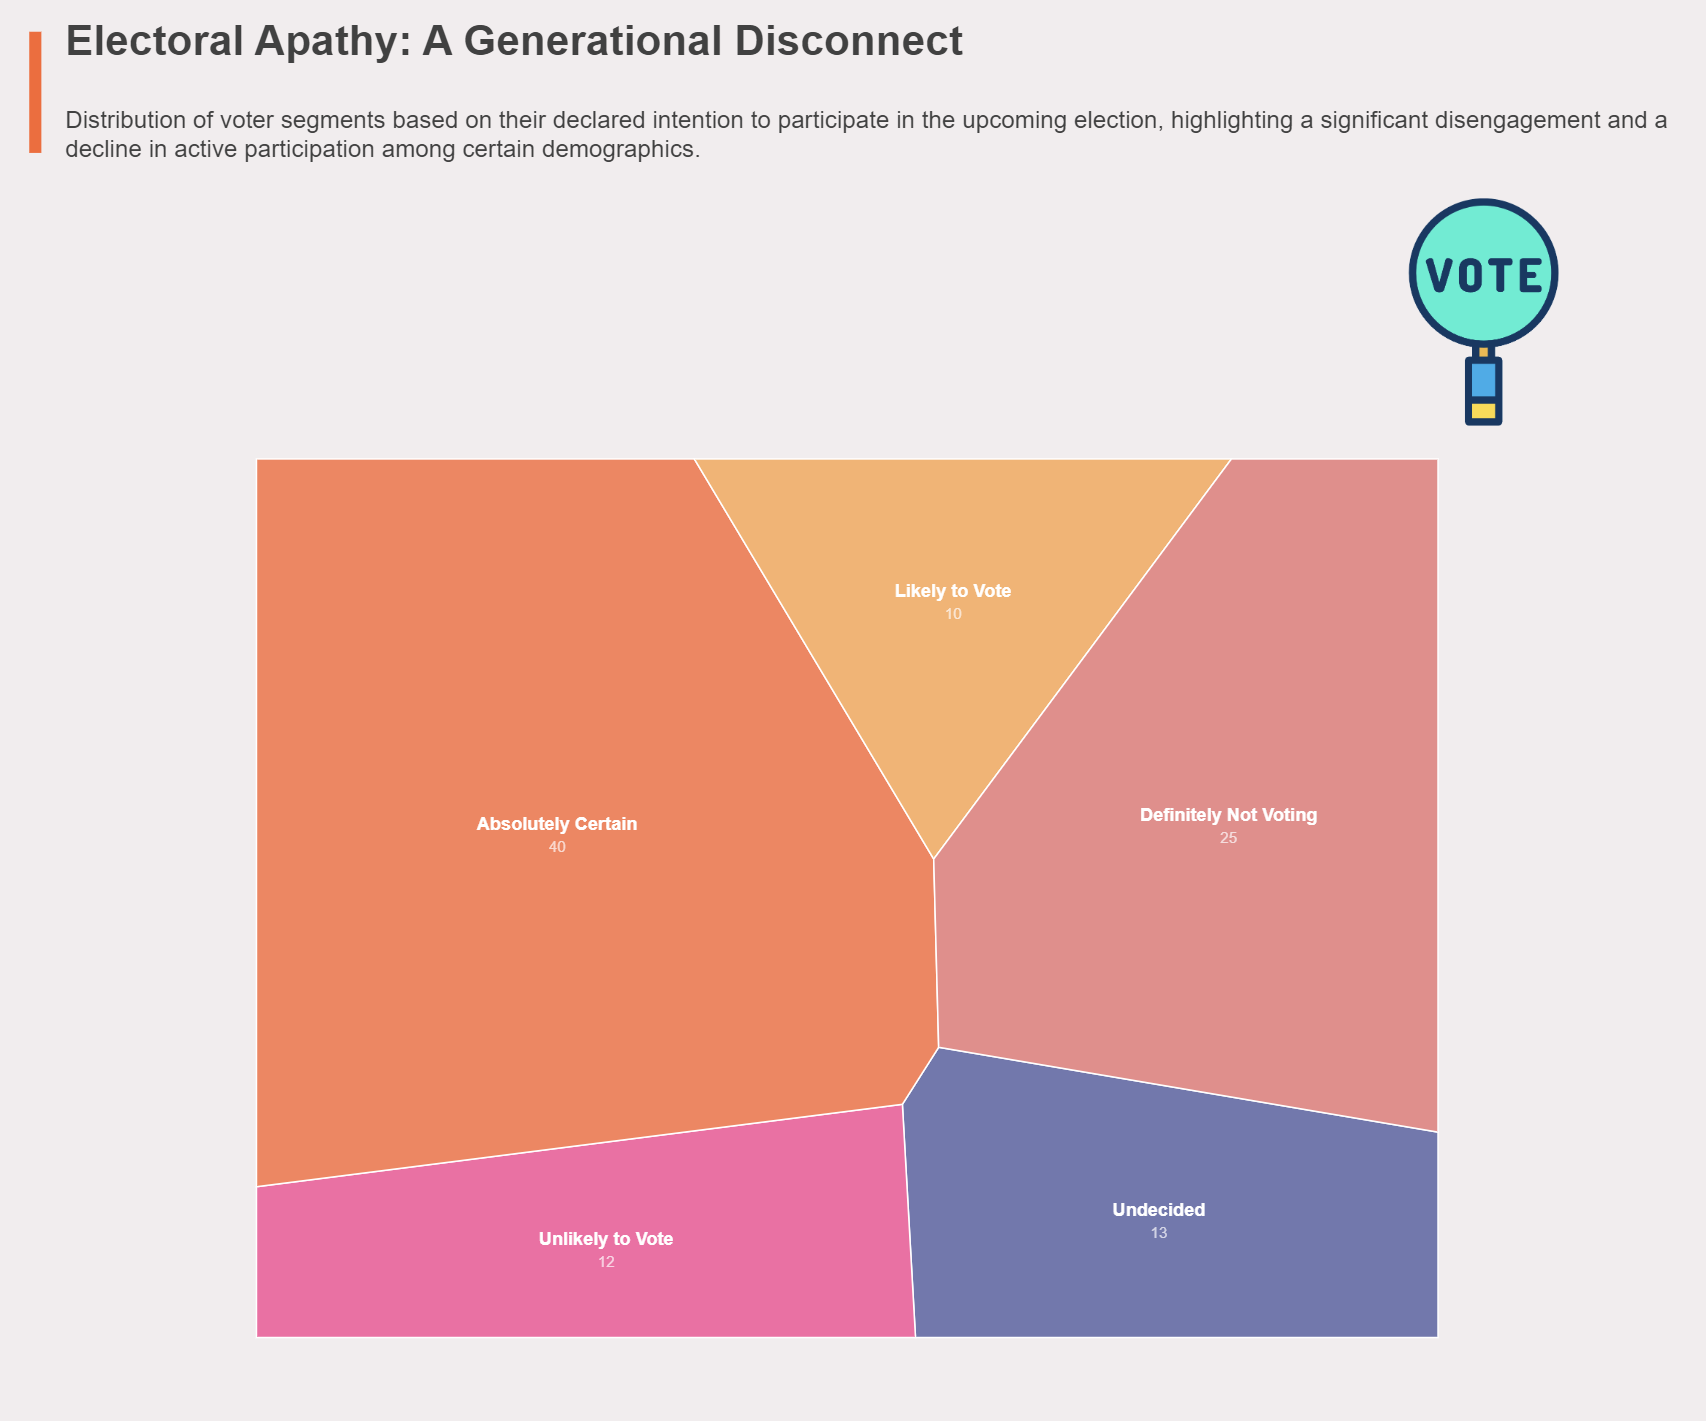 Electoral Apathy: A Generational Disconnect
Distribution of voter segments based on their declared intention to participate in the upcoming election, highlighting a significant disengagement and a
decline in active participation among certain demographics.
VOTE
Likely to Vote
10
Absolutely Certain
40
Definitely Not Voting
25
Unlikely to Vote
12
Undecided
13